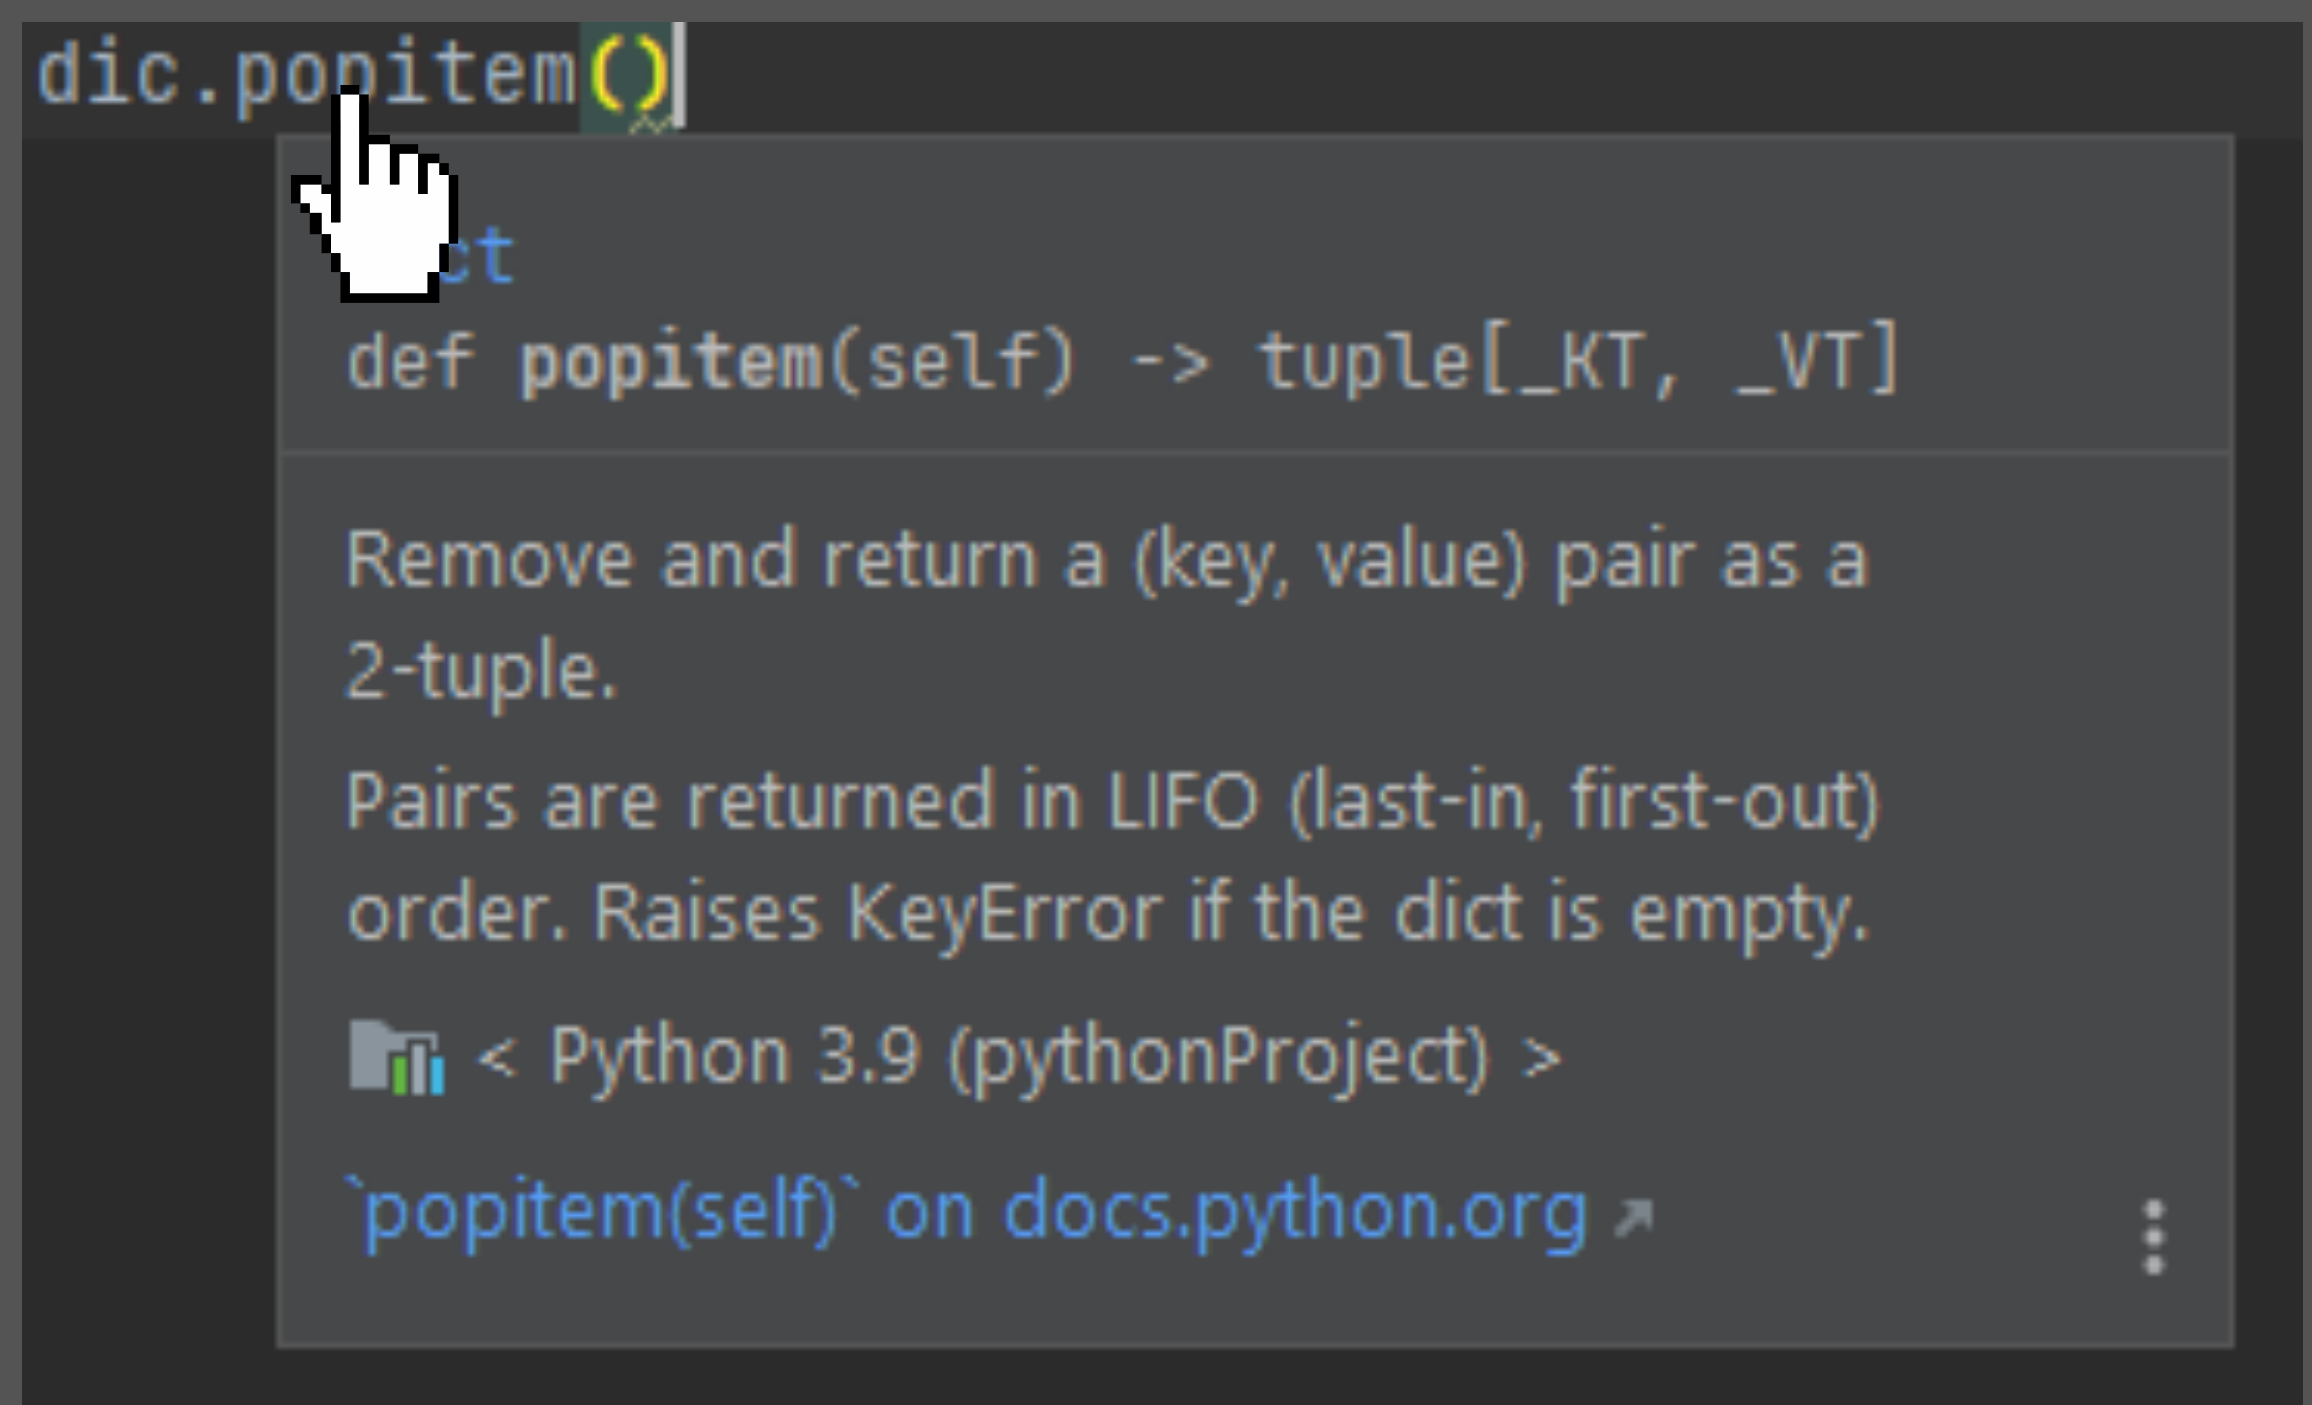 dic.popitem()
def popitem(self) -> tuple[_KT, _VT]
Remove and return a (key, value) pair as a
2-tuple.
Pairs are returned in LIFO (last-in, first-out)
order. Raises KeyError if the dict is empty.
< Python 3.9 (pythonProject) >
`popitem(self)` on docs.python.org